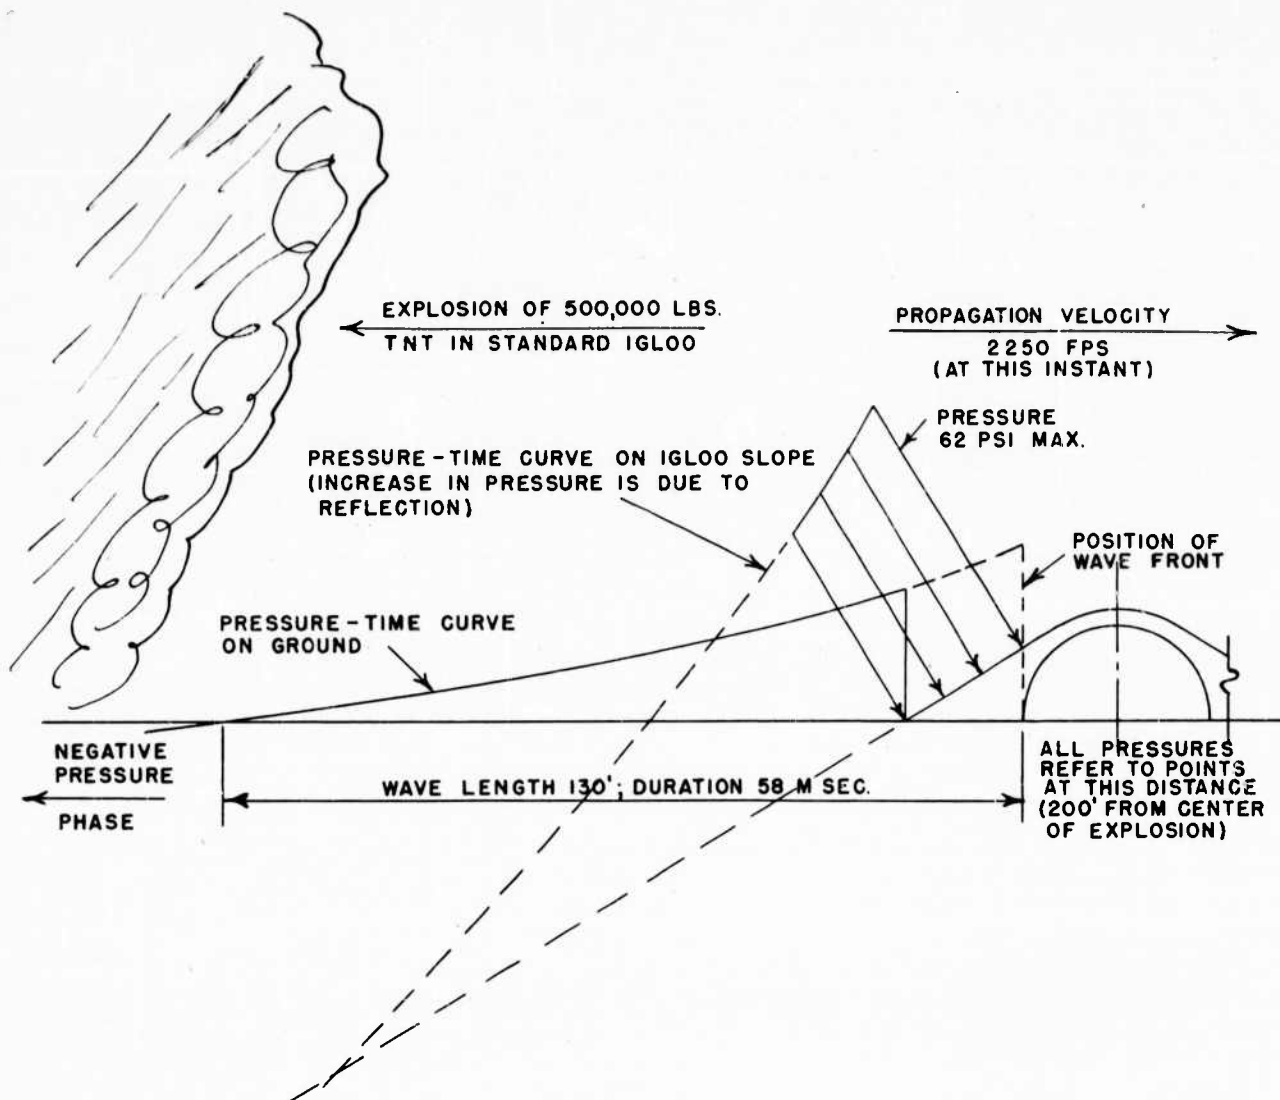 EXPLOSION OF 500,000 LBS.
TNT IN STANDARD IGLOO
PROPAGATION VELOCITY
2250 FPS
(AT THIS INSTANT)
PRESSURE
62 PSI MAX.
PRESSURE-TIME CURVE ON IGLOO SLOPE
(INCREASE IN PRESSURE IS DUE TO
REFLECTION)
POSITION OF
WAVE FRONT
PRESSURE-TIME CURVE
ON GROUND
NEGATIVE
PRESSURE
PHASE
WAVE LENGTH 130'; DURATION 58 M SEC.
ALL PRESSURES
REFER TO POINTS
AT THIS DISTANCE
(200' FROM CENTER
OF EXPLOSION)